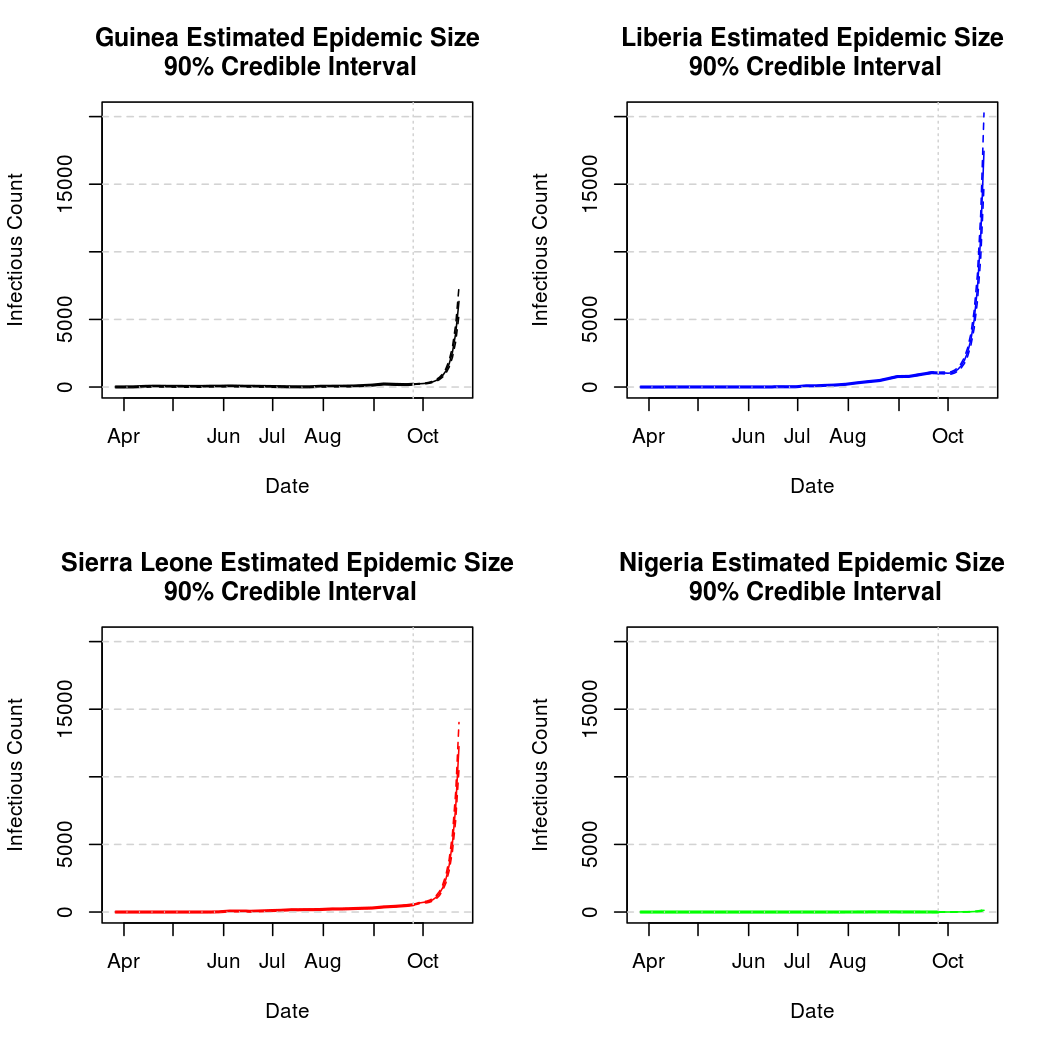 Guinea Estimated Epidemic Size
90% Credible Interval
Infectious Count
15000
5000
0
Apr Jun Jul Aug Oct
Date
Liberia Estimated Epidemic Size
90% Credible Interval
Infectious Count
15000
5000
0
Apr Jun Jul Aug Oct
Date
Sierra Leone Estimated Epidemic Size
90% Credible Interval
Infectious Count
15000
5000
0
Apr Jun Jul Aug Oct
Date
Nigeria Estimated Epidemic Size
90% Credible Interval
Infectious Count
15000
5000
0
Apr Jun Jul Aug Oct
Date